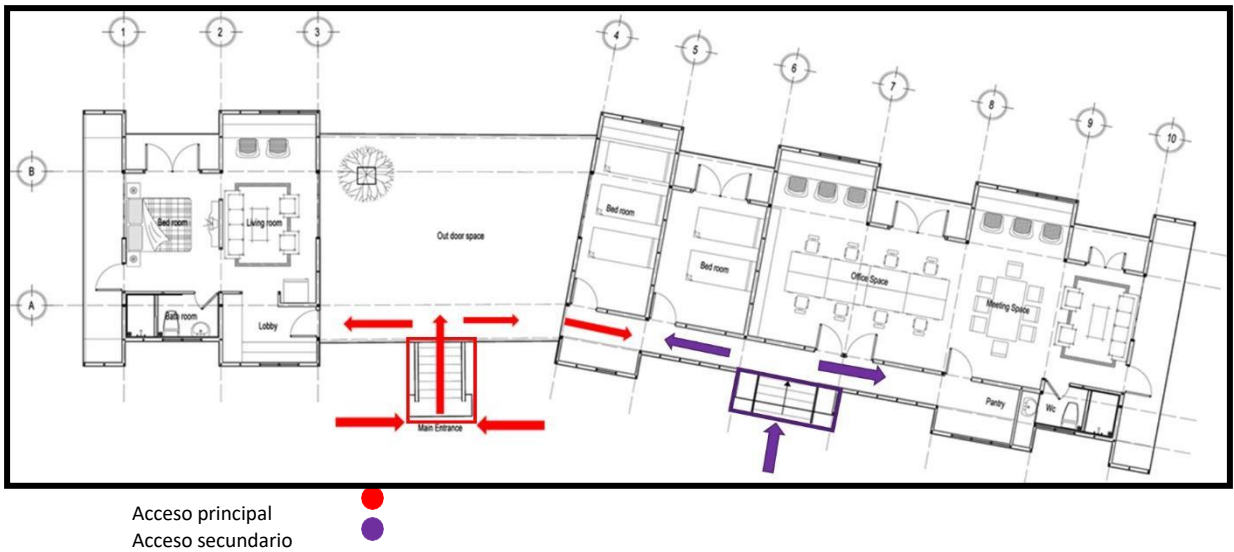 1
2
3
4
5
6
7
8
9
10
B
A
Bed room
Living room
Out door space
Bed room
Bed room
Office Space
Meeting Space
Bath room
Lobby
Pantry
Wc
Main Entrance
Acceso principal
Acceso secundario